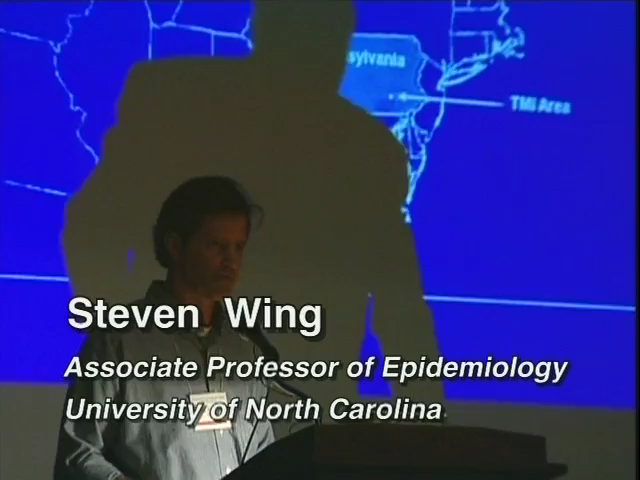 sylvania
TMI Area
Steven Wing
Associate Professor of Epidemiology
University of North Carolina